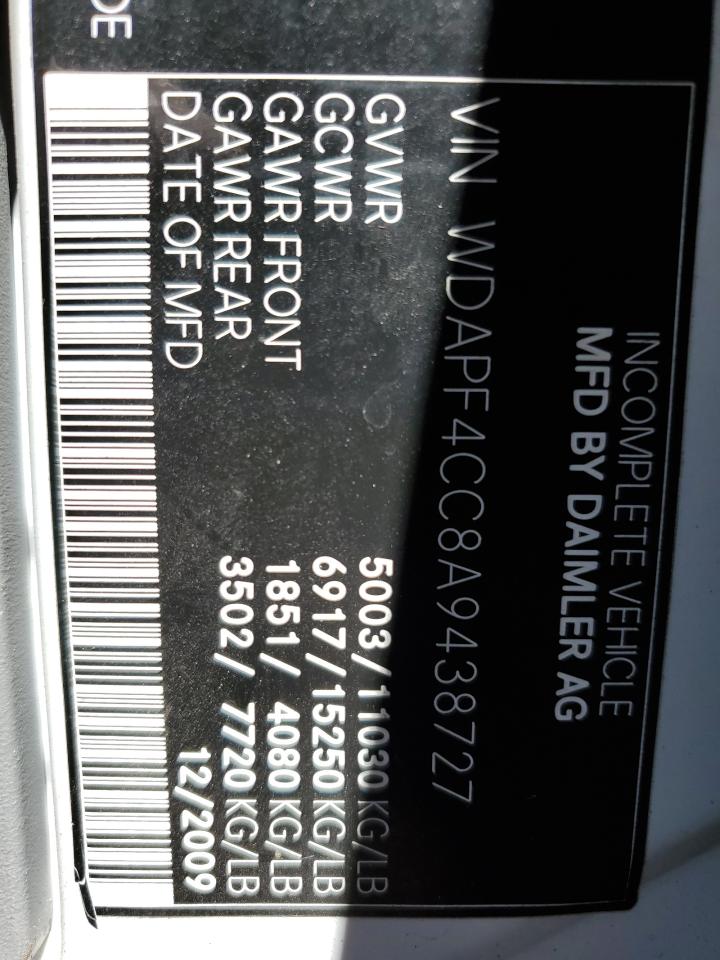 DE
INCOMPLETE VEHICLE
MFD BY DAIMLER AG
VIN WDAPF4CC8A9438727
GVWR 5003/11030 KG/LB
GCWR 6917/15250 KG/LB
GAWR FRONT 1851/ 4080 KG/LB
GAWR REAR 3502/ 7720 KG/LB
DATE OF MFD 12/2009